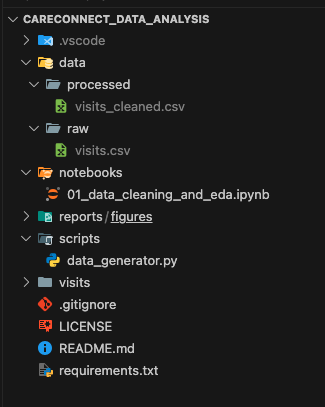 CARECONNECT_DATA_ANALYSIS
.vscode
data
processed
visits_cleaned.csv
raw
visits.csv
notebooks
01_data_cleaning_and_eda.ipynb
reports/figures
scripts
data_generator.py
visits
.gitignore
LICENSE
README.md
requirements.txt